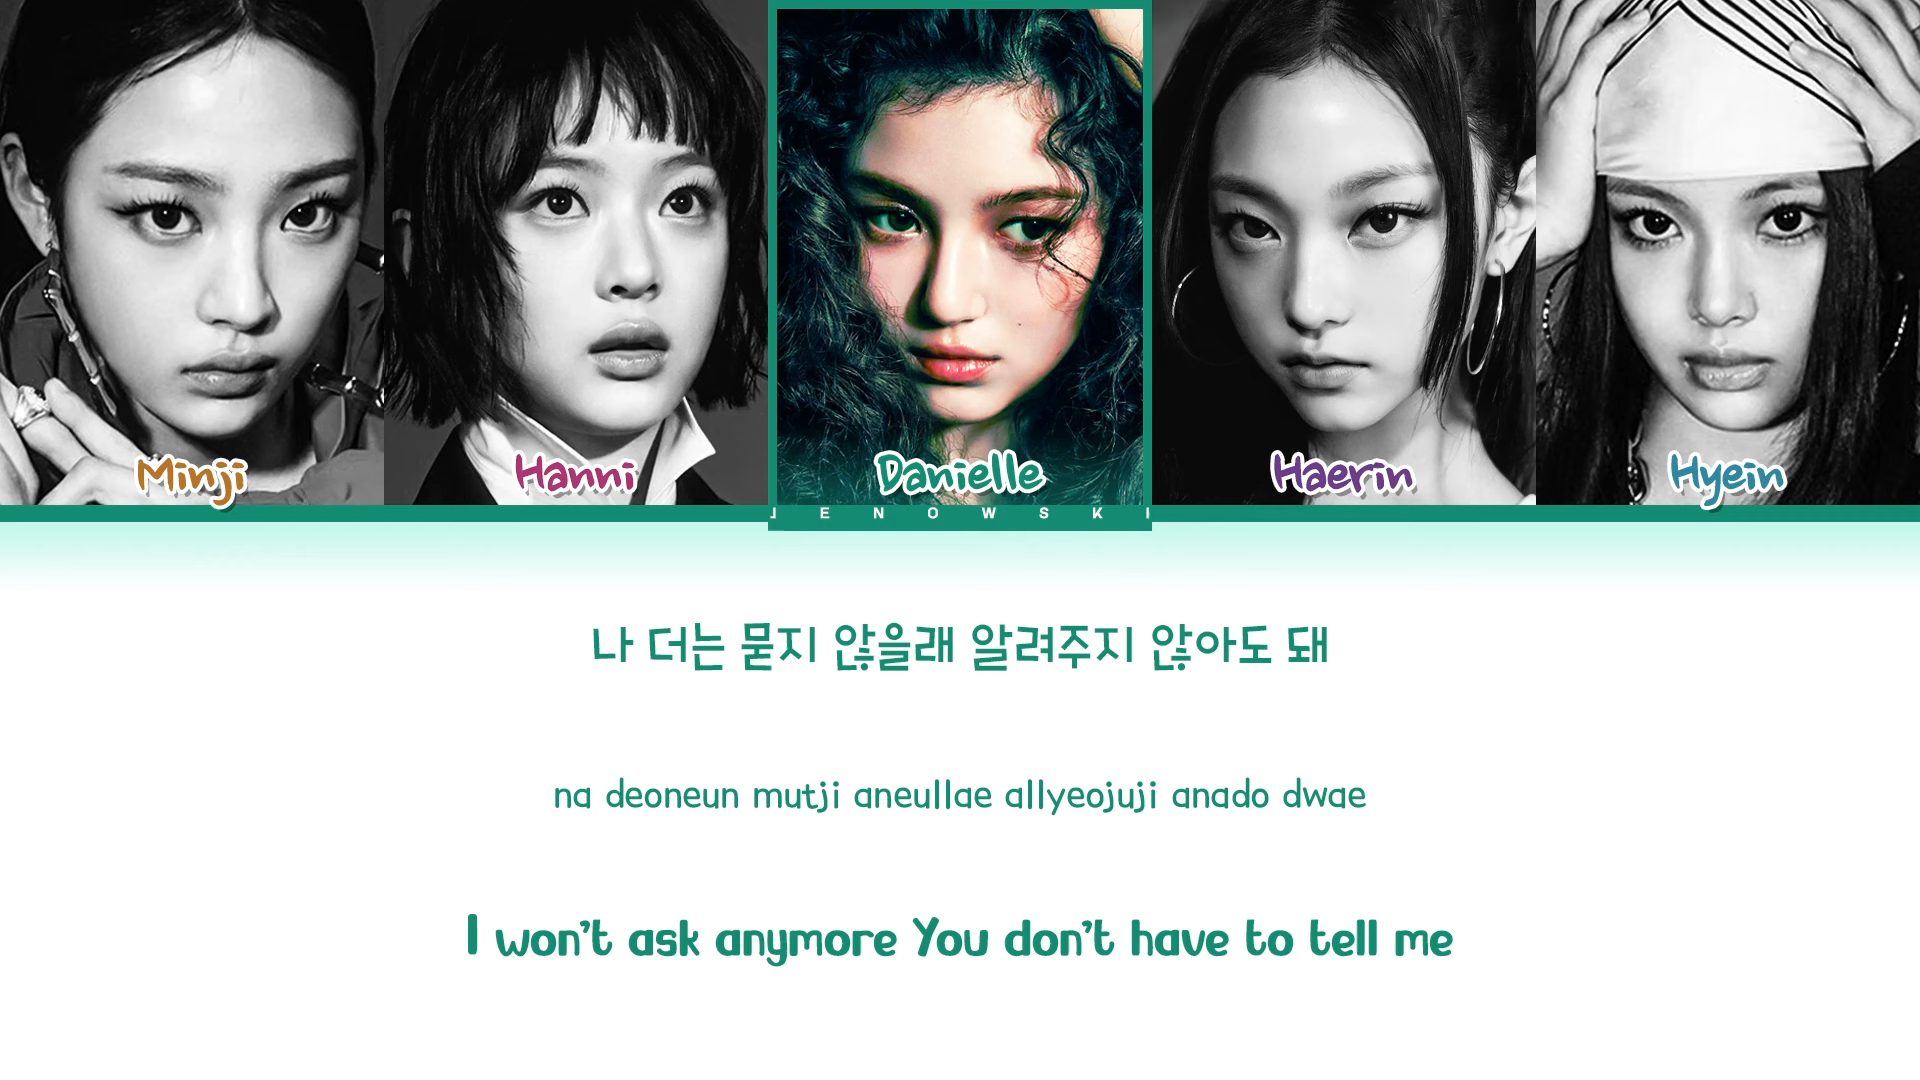 Minji
Hanni
Danielle
Haerin
Hyein
JENOWSKI
나 더는 묻지 않을래 알려주지 않아도 돼
na deoneun mutji aneullae allyeojuji anado dwae
I won't ask anymore You don't have to tell me